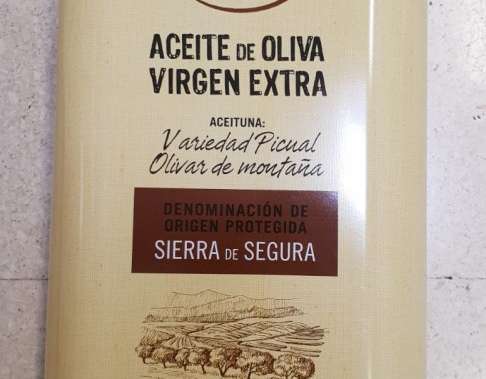 ACEITE DE OLIVA
VIRGEN EXTRA
ACEITUNA:
Variedad Picual
Olivar de montaña
DENOMINACIÓN DE
ORIGEN PROTEGIDA
SIERRA DE SEGURA